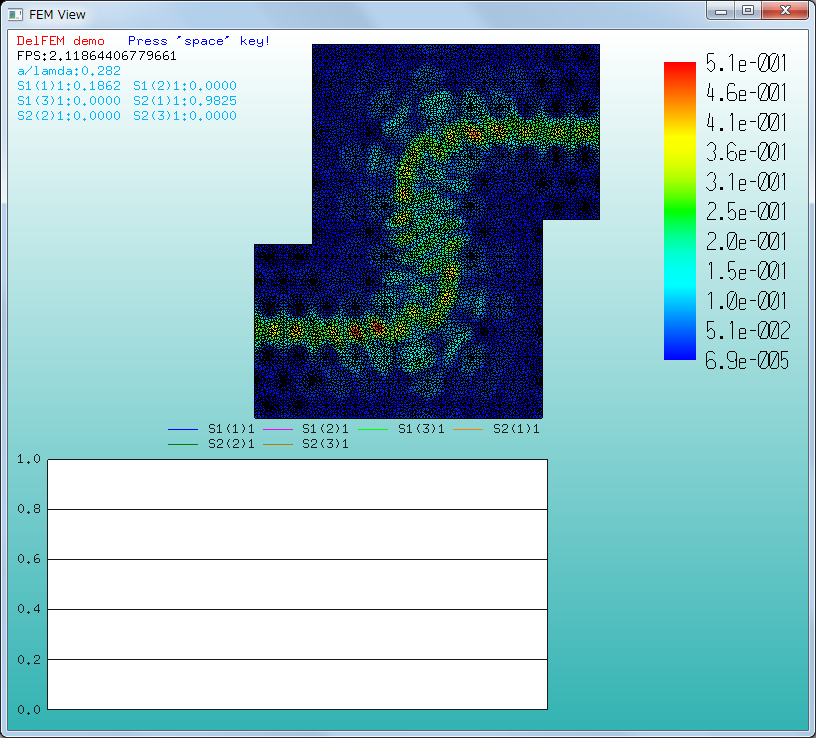 FEM View
DelFEM demo Press 'space' key!
FPS:2.11864406779661
a/lamda:0.282
S1(1)1:0.1862 S1(2)1:0.0000
S1(3)1:0.0000 S2(1)1:0.9825
S2(2)1:0.0000 S2(3)1:0.0000
5.1e-001
4.6e-001
4.1e-001
3.6e-001
3.1e-001
2.5e-001
2.0e-001
1.5e-001
1.0e-001
5.1e-002
6.9e-005
S1(1)1 S1(2)1 S1(3)1 S2(1)1
S2(2)1 S2(3)1
1.0
0.8
0.6
0.4
0.2
0.0